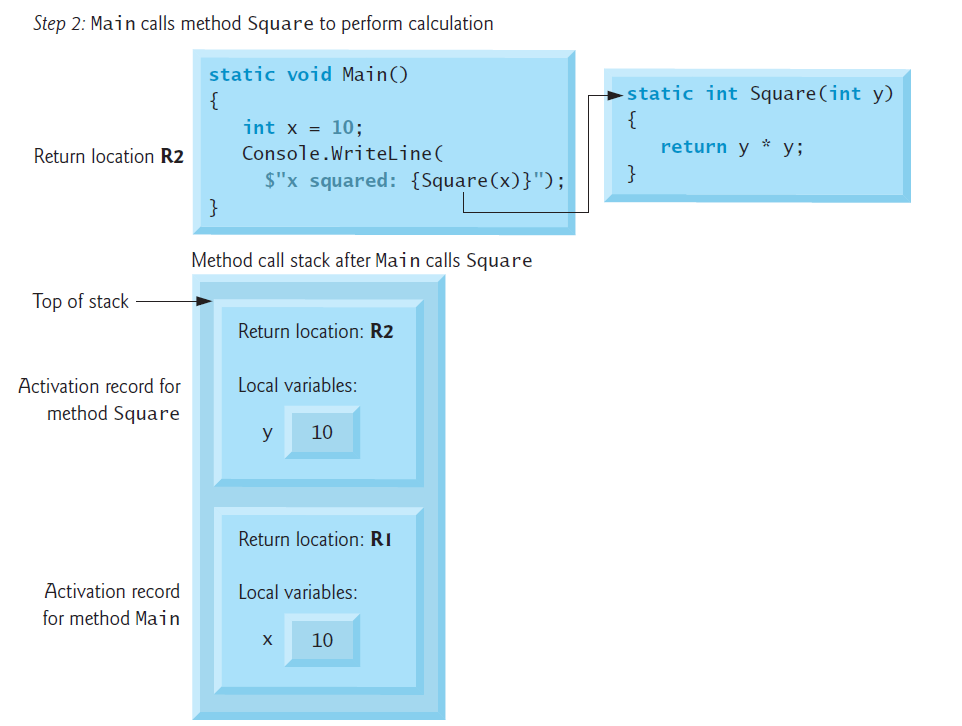 Step 2: Main calls method Square to perform calculation
static void Main()
{
int x = 10;
Console.WriteLine(
$"x squared: {Square(x)}");
}
Return location R2
static int Square(int y)
{
return y * y;
}
Method call stack after Main calls Square
Top of stack
Return location: R2
Activation record for
method Square
Local variables:
y 10
Return location: R1
Activation record
for method Main
Local variables:
x 10